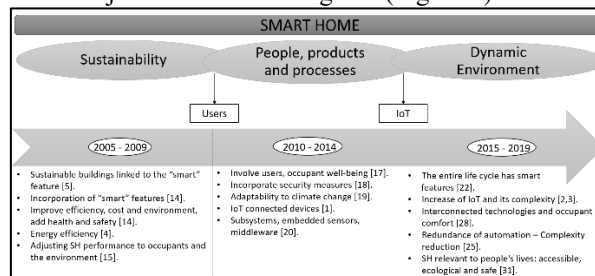 SMART HOME
Sustainability
People, products
and processes
Dynamic
Environment
Users
IoT
2005 - 2009
2010 - 2014
2015 - 2019
• Sustainable buildings linked to the "smart"
feature [5].
• Incorporation of "smart" features [14].
• Improve efficiency, cost and environment,
add health and safety [14].
• Energy efficiency [4].
• Adjusting SH performance to occupants and
the environment [15].
• Involve users, occupant well-being [17].
• Incorporate security measures [18].
• Adaptability to climate change [19].
• IoT connected devices [1].
• Subsystems, embedded sensors,
middleware [20].
• The entire life cycle has smart
features [22].
• Increase of IoT and its complexity [2,3].
• Interconnected technologies and occupant
comfort [28].
• Redundance of automation – Complexity
reduction [25].
• SH relevant to people's lives: accessible,
ecological and safe [31].